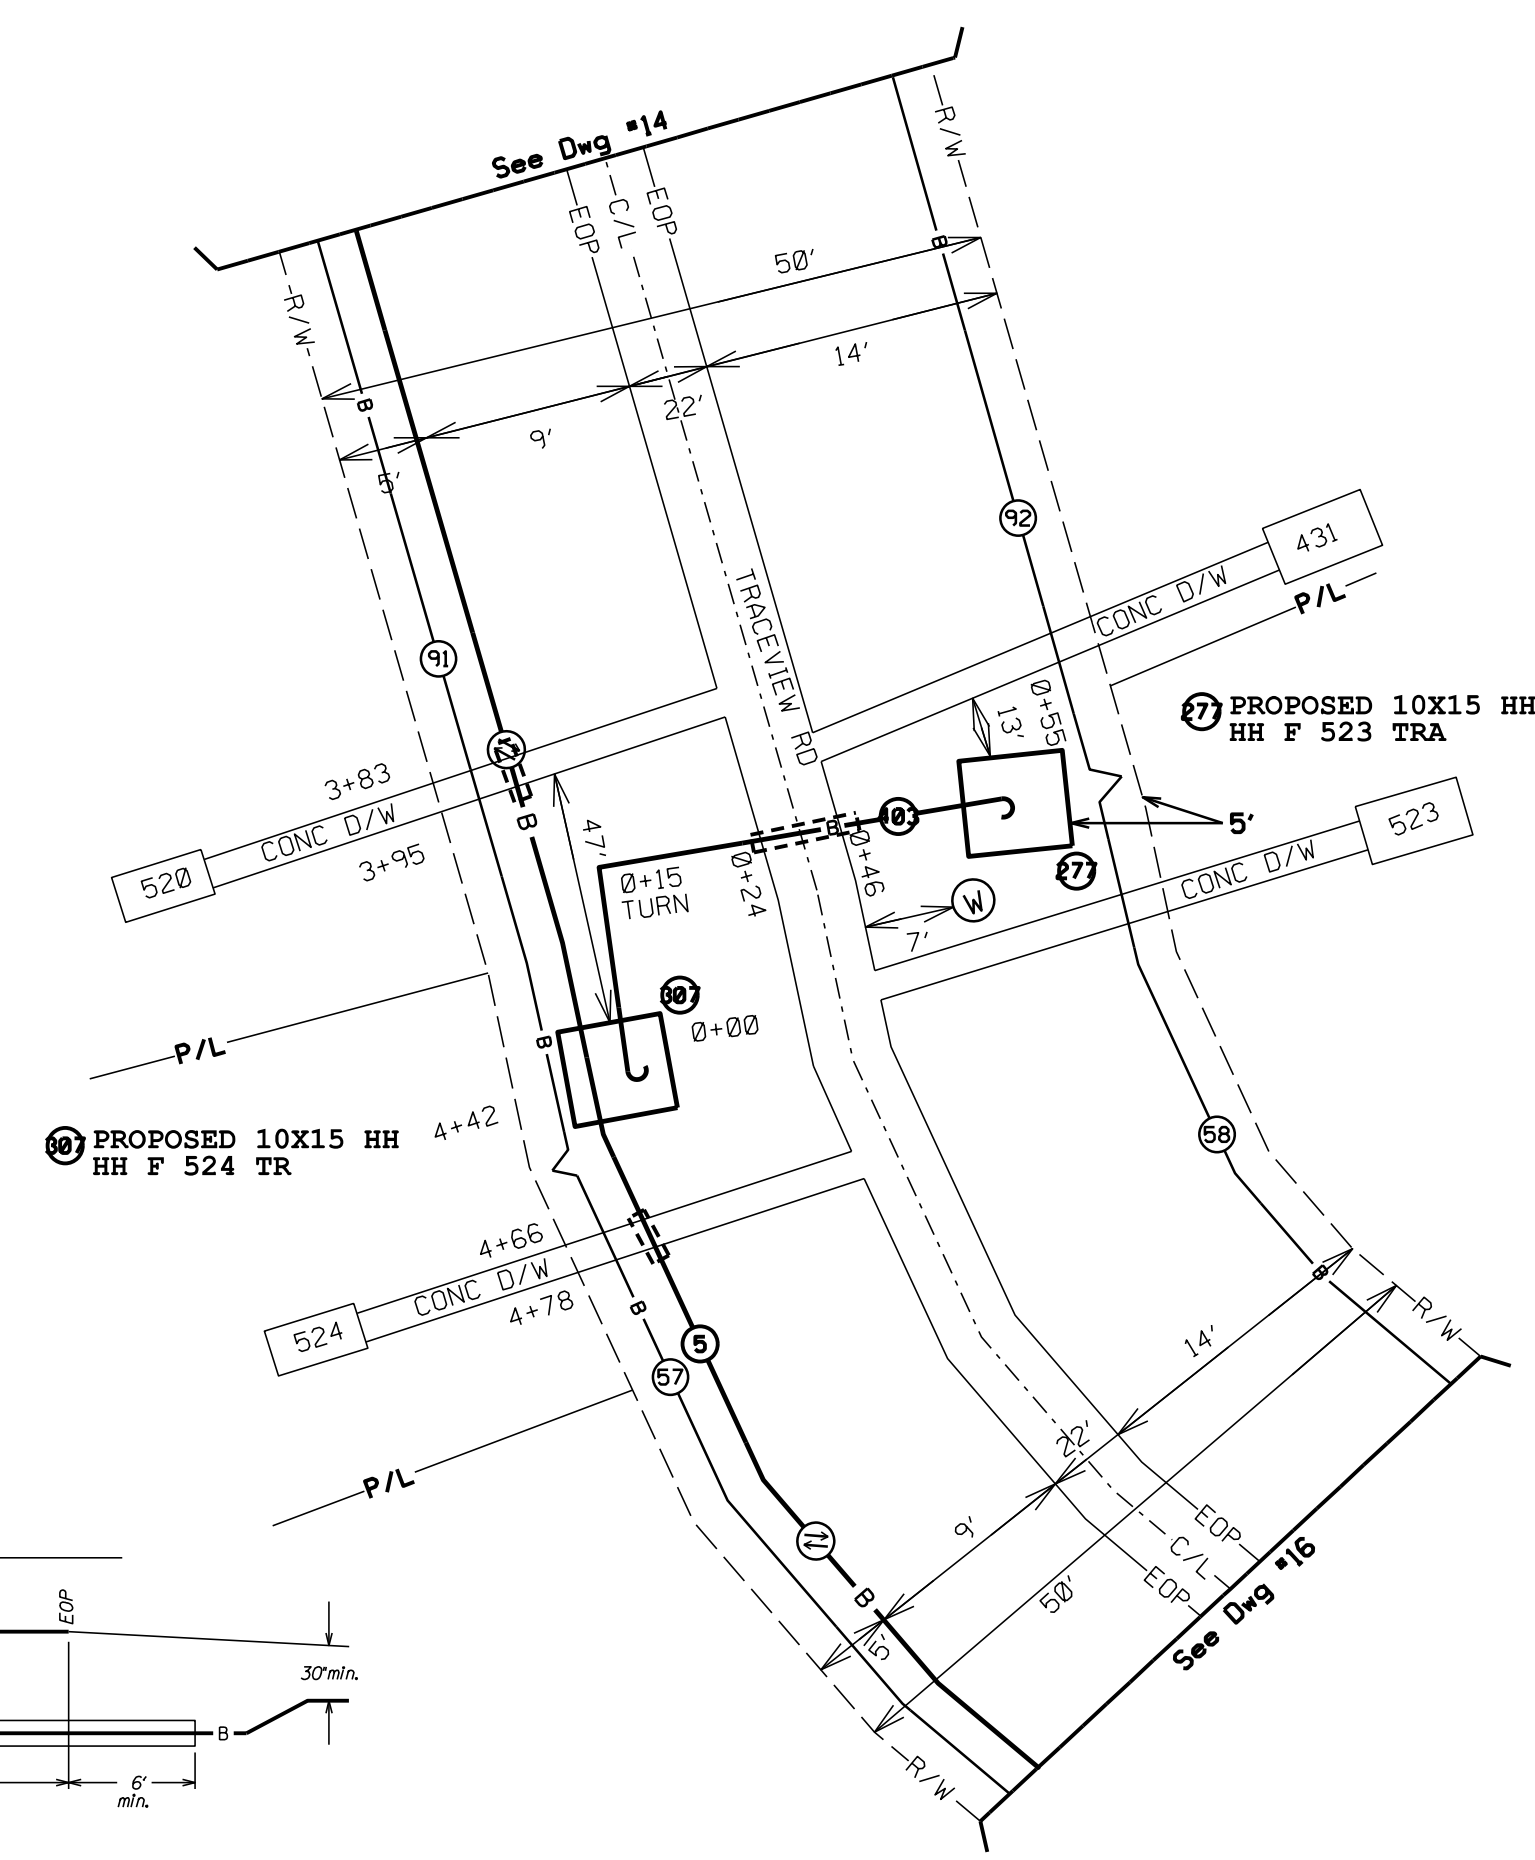 See Dwg #14
R/W
EOP
C/L
EOP
R/W
B
50'
14'
22'
9'
5'
B
92
431
CONC D/W
P/L
TRACEVIEW RD
91
277 PROPOSED 10X15 HH
HH F 523 TRA
0+55
13'
3+83
CONC D/W
3+95
520
B
47'
B
403
5'
523
CONC D/W
0+15
TURN
0+24
0+46
277
W
7'
307
0+00
P/L
B
4+42
307 PROPOSED 10X15 HH
HH F 524 TR
58
4+66
CONC D/W
4+78
524
B
5
57
B
R/W
14'
22'
P/L
9'
50'
EOP
C/L
EOP
See Dwg #16
B
5'
R/W
EOP
30"min.
B
6'
min.